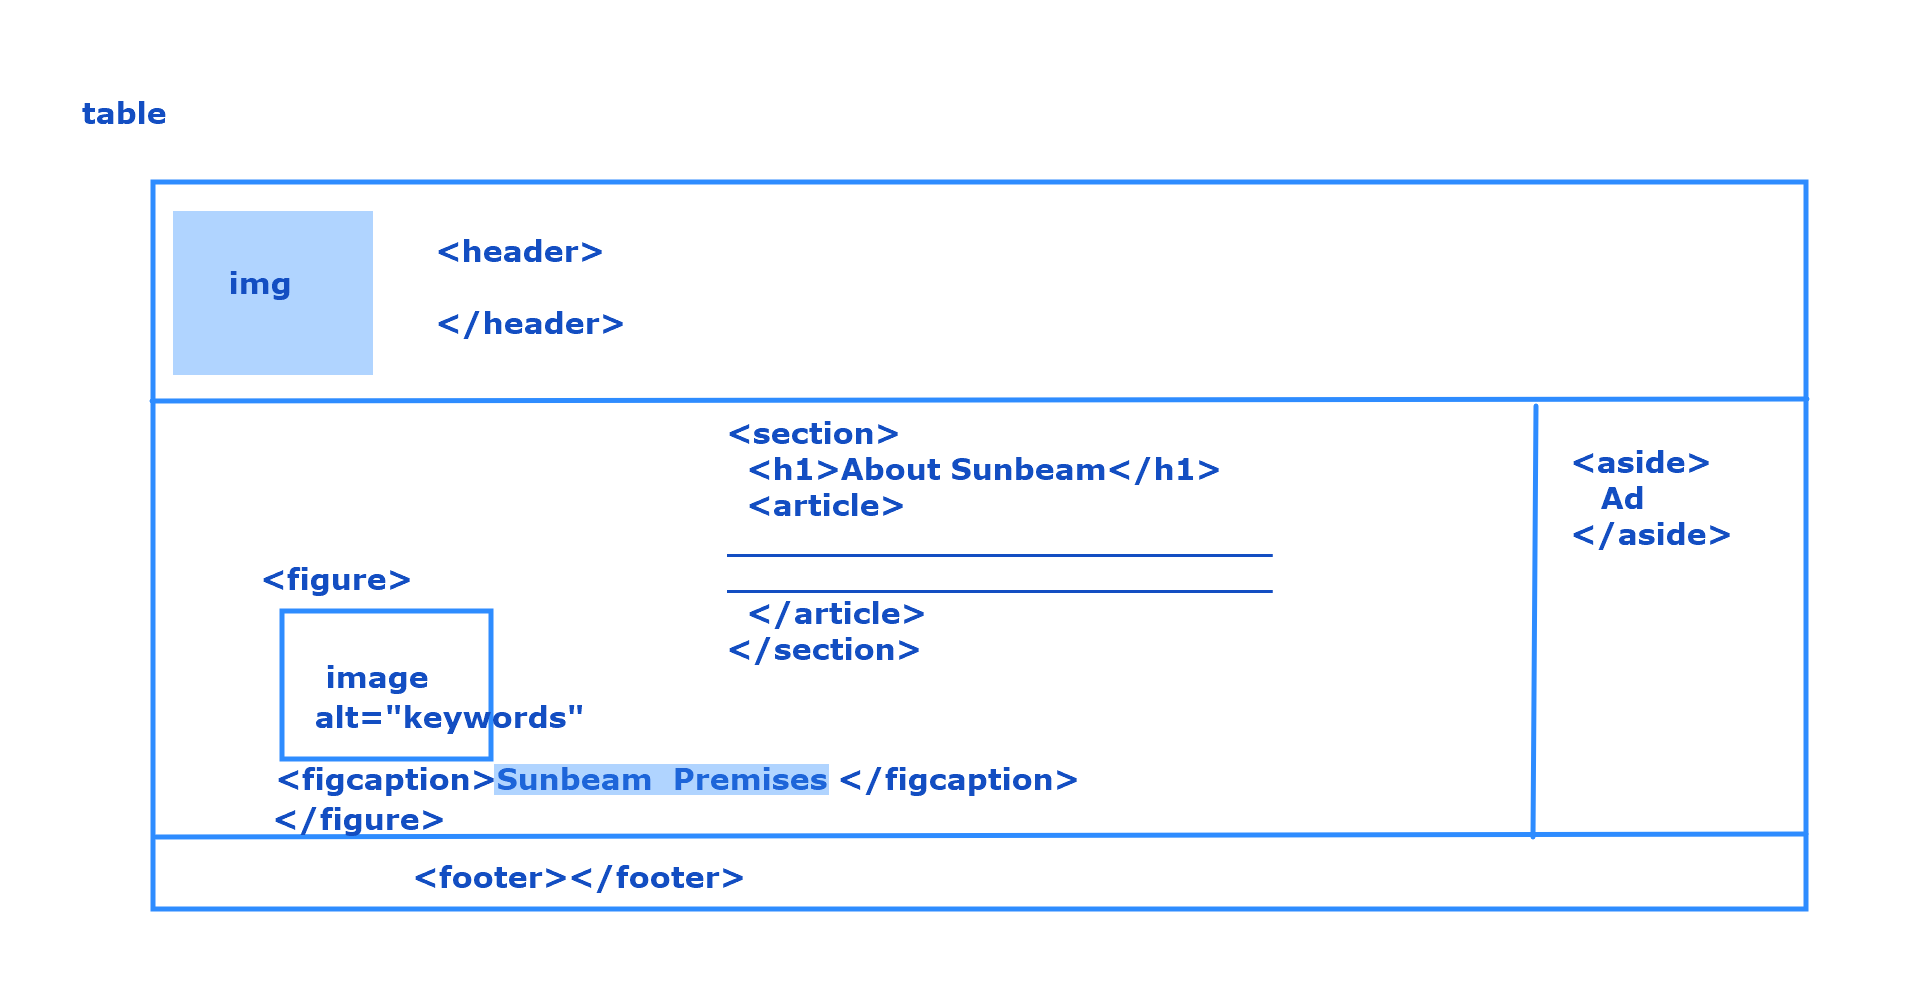 table
img
<header>
</header>
<section>
<h1>About Sunbeam</h1>
<article>
</article>
</section>
<aside>
Ad
</aside>
<figure>
image
alt="keywords"
<figcaption>Sunbeam  Premises </figcaption>
</figure>
<footer></footer>